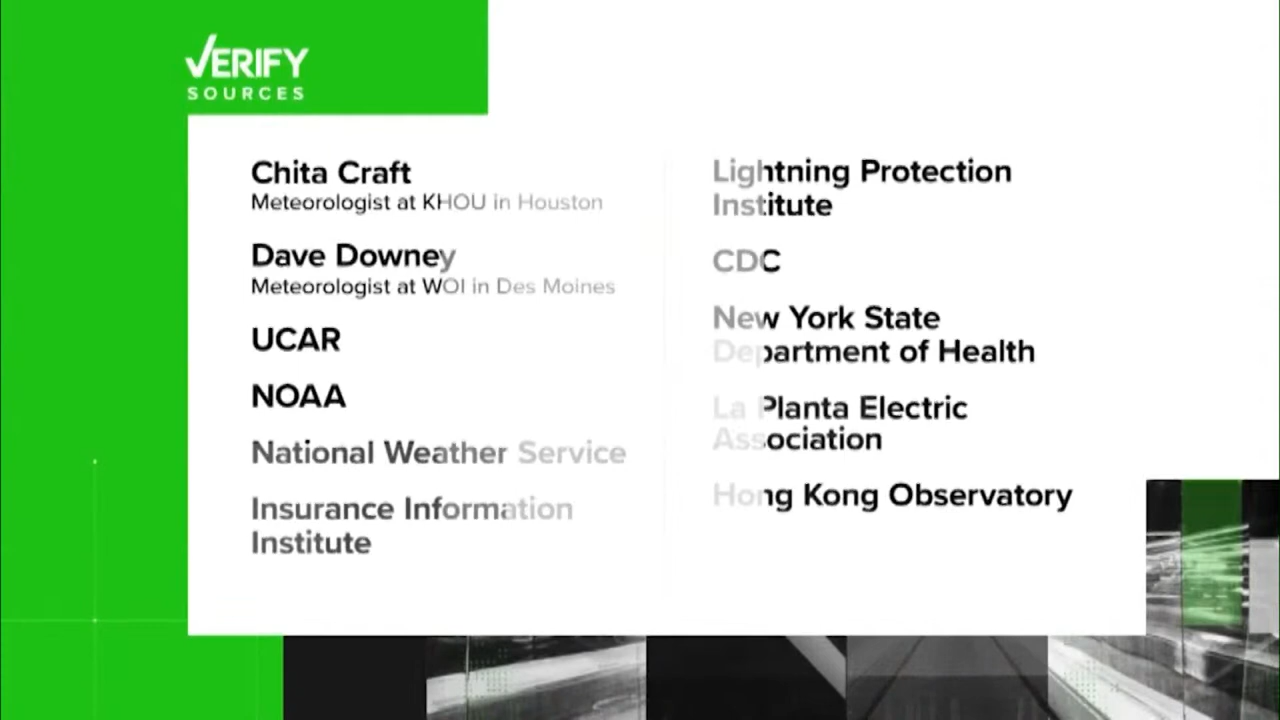 VERIFY
SOURCES
Chita Craft
Meteorologist at KHOU in Houston
Dave Downey
Meteorologist at WOI in Des Moines
UCAR
NOAA
National Weather Service
Insurance Information
Institute
Lightning Protection
Institute
CDC
New York State
Department of Health
La Planta Electric
Association
Hong Kong Observatory